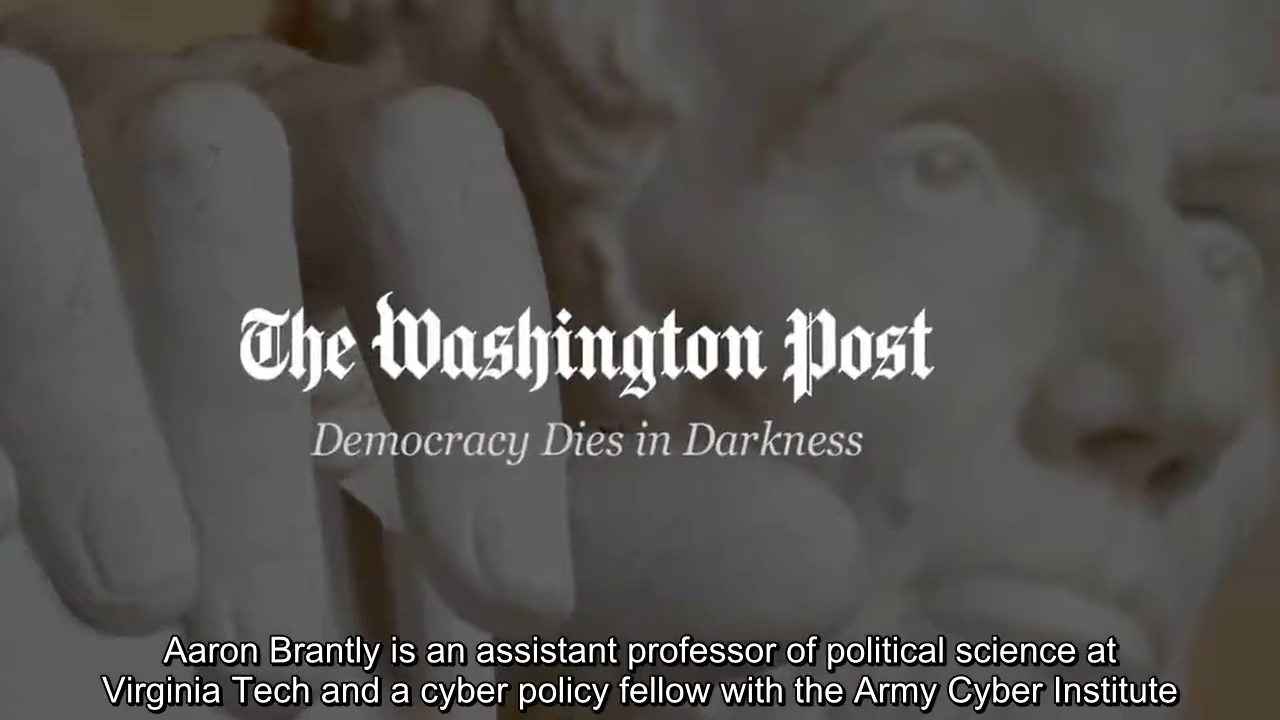 The Washington Post
Democracy Dies in Darkness
Aaron Brantly is an assistant professor of political science at
Virginia Tech and a cyber policy fellow with the Army Cyber Institute